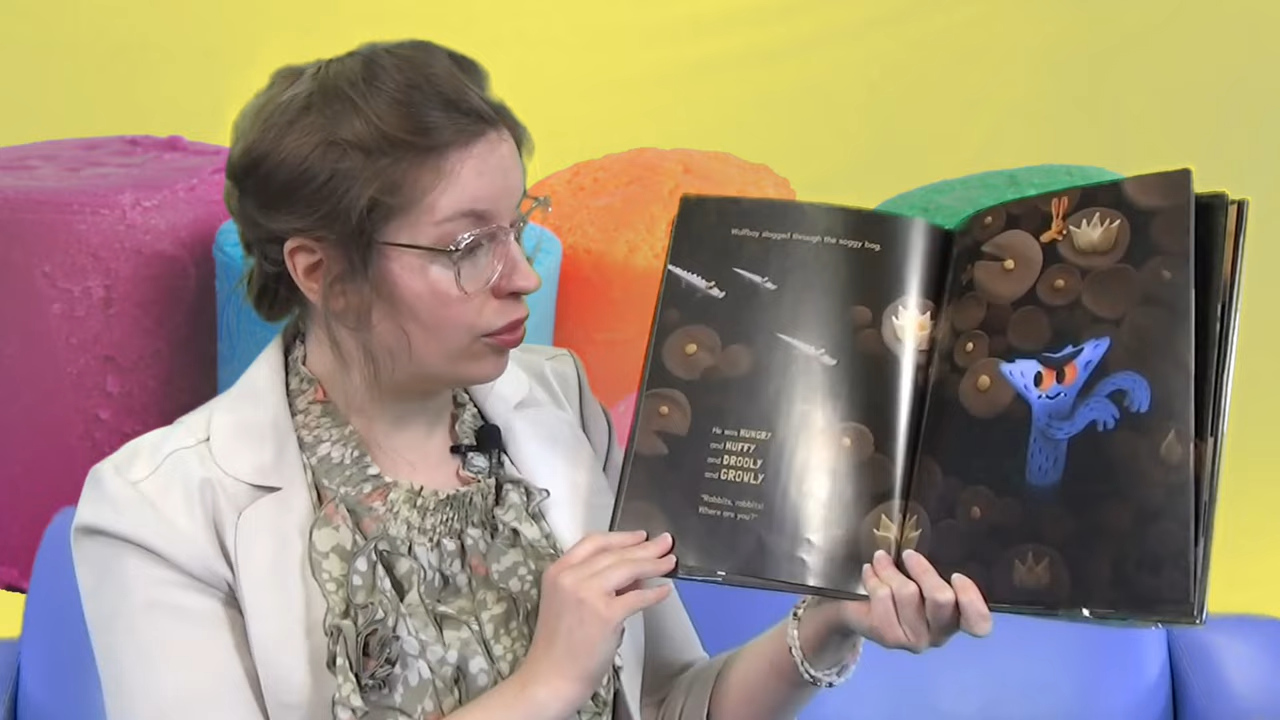 Wolfboy slogged through the soggy bog.
He was HUNGRY
and HUFFY
and DROOLY
and GROWLY
"Rabbits, rabbits!
Where are you?"